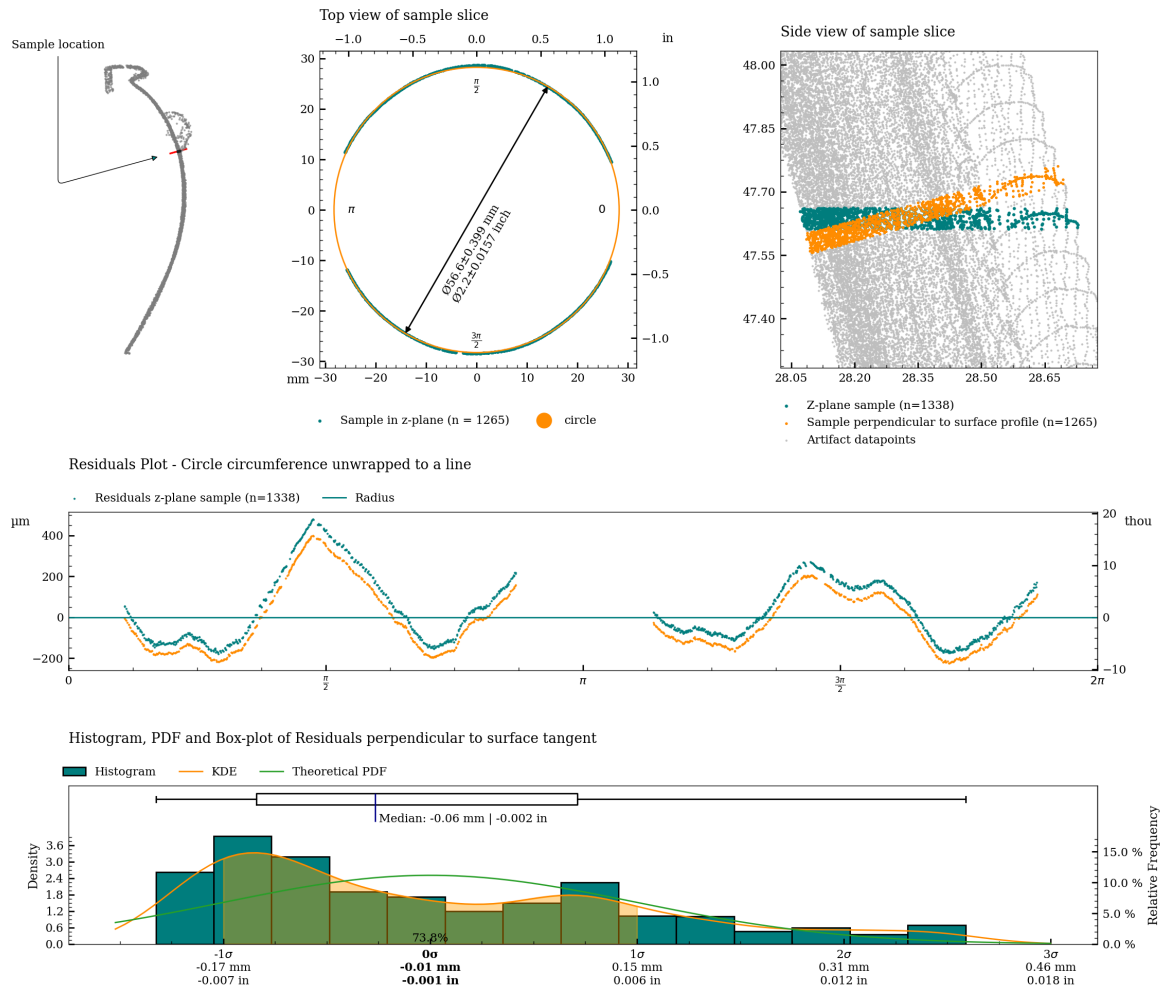 Sample location
Top view of sample slice
−1.0 −0.5 0.0 0.5 1.0 in
30
20
10
0
−10
−20
−30
mm
−30 −20 −10 0 10 20 30
1.0
0.5
0.0
−0.5
−1.0
π/2
π
0
3π/2
Ø56.6±0.399 mm
Ø2.2±0.0157 inch
Sample in z-plane (n = 1265) circle
Side view of sample slice
48.00
47.85
47.70
47.55
47.40
28.05 28.20 28.35 28.50 28.65
Z-plane sample (n=1338)
Sample perpendicular to surface profile (n=1265)
Artifact datapoints
Residuals Plot - Circle circumference unwrapped to a line
Residuals z-plane sample (n=1338) Radius
µm
400
200
0
−200
thou
20
10
0
−10
0 π/2 π 3π/2 2π
Histogram, PDF and Box-plot of Residuals perpendicular to surface tangent
Histogram KDE Theoretical PDF
Median: -0.06 mm | -0.002 in
Density
3.6
3.0
2.4
1.8
1.2
0.6
0.0
Relative Frequency
15.0 %
10.0 %
5.0 %
0.0 %
73.8%
-1σ 0σ 1σ 2σ 3σ
-0.17 mm -0.01 mm 0.15 mm 0.31 mm 0.46 mm
-0.007 in -0.001 in 0.006 in 0.012 in 0.018 in